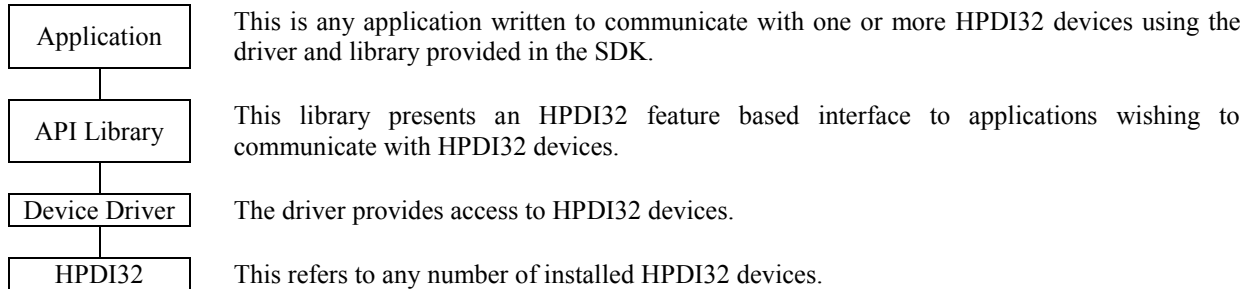 Application
This is any application written to communicate with one or more HPDI32 devices using the
driver and library provided in the SDK.
API Library
This library presents an HPDI32 feature based interface to applications wishing to
communicate with HPDI32 devices.
Device Driver
The driver provides access to HPDI32 devices.
HPDI32
This refers to any number of installed HPDI32 devices.